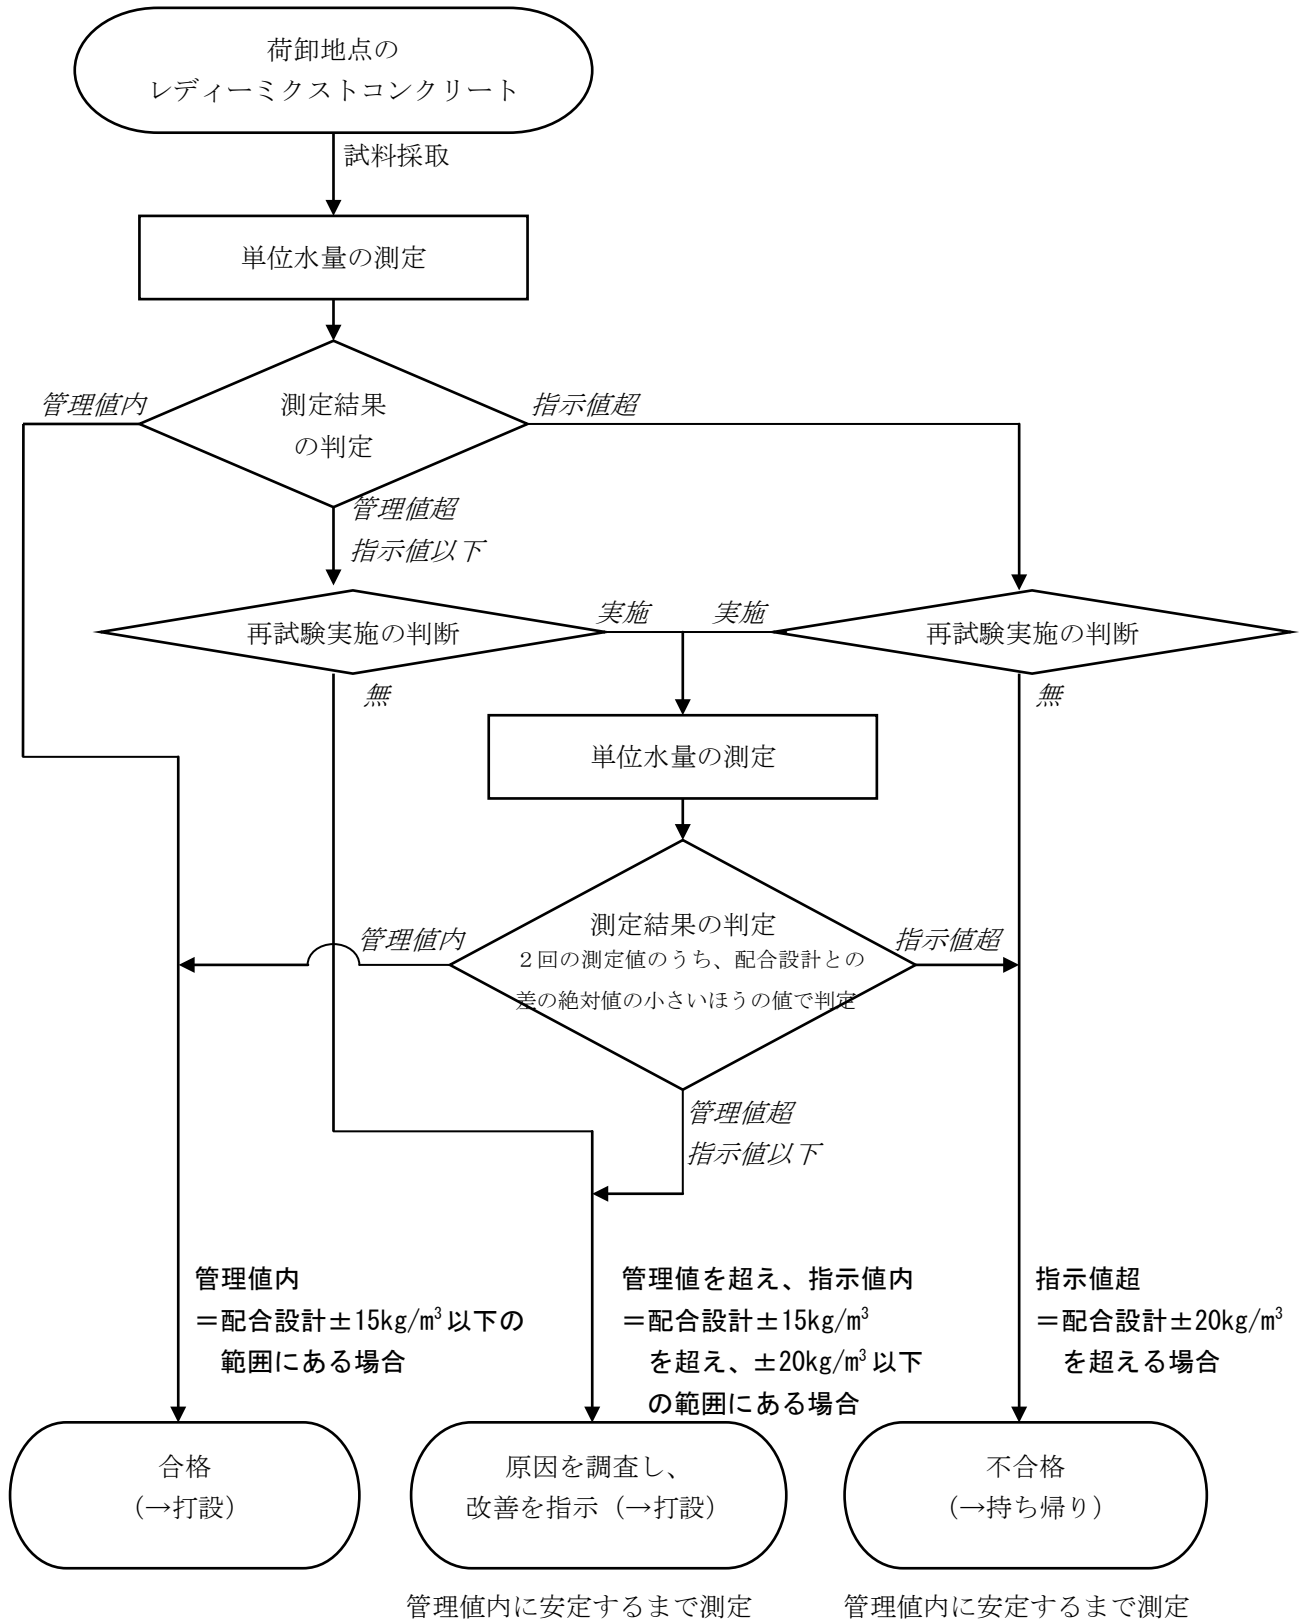 荷卸地点の
レディーミクストコンクリート
試料採取
単位水量の測定
管理値内
測定結果
の判定
指示値超
管理値超
指示値以下
再試験実施の判断
実施
実施
再試験実施の判断
無
無
単位水量の測定
管理値内
測定結果の判定
2回の測定値のうち、配合設計との
差の絶対値の小さいほうの値で判定
指示値超
管理値超
指示値以下
管理値内
＝配合設計±15kg/m³以下の
範囲にある場合
管理値を超え、指示値内
＝配合設計±15kg/m³
を超え、±20kg/m³以下
の範囲にある場合
指示値超
＝配合設計±20kg/m³
を超える場合
合格
（→打設）
原因を調査し、
改善を指示（→打設）
不合格
（→持ち帰り）
管理値内に安定するまで測定
管理値内に安定するまで測定